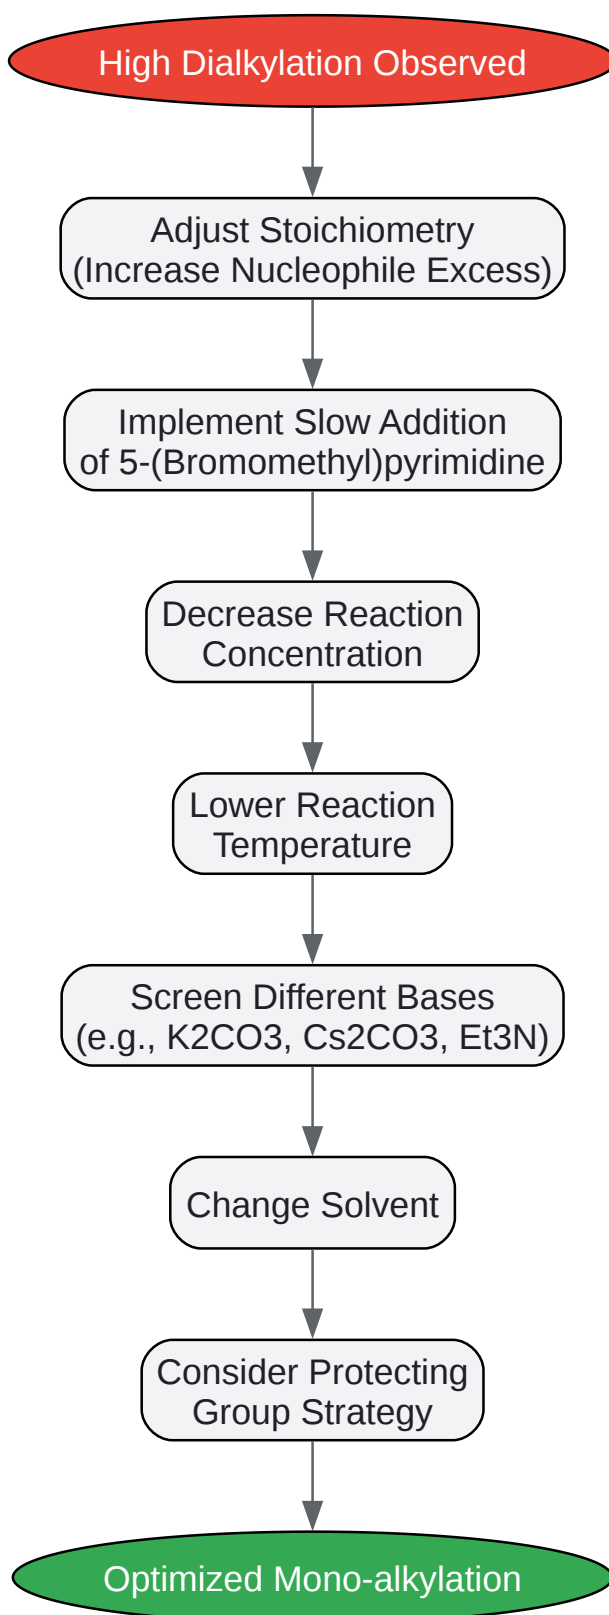 High Dialkylation Observed
Adjust Stoichiometry
(Increase Nucleophile Excess)
Implement Slow Addition
of 5-(Bromomethyl)pyrimidine
Decrease Reaction
Concentration
Lower Reaction
Temperature
Screen Different Bases
(e.g., K2CO3, Cs2CO3, Et3N)
Change Solvent
Consider Protecting
Group Strategy
Optimized Mono-alkylation